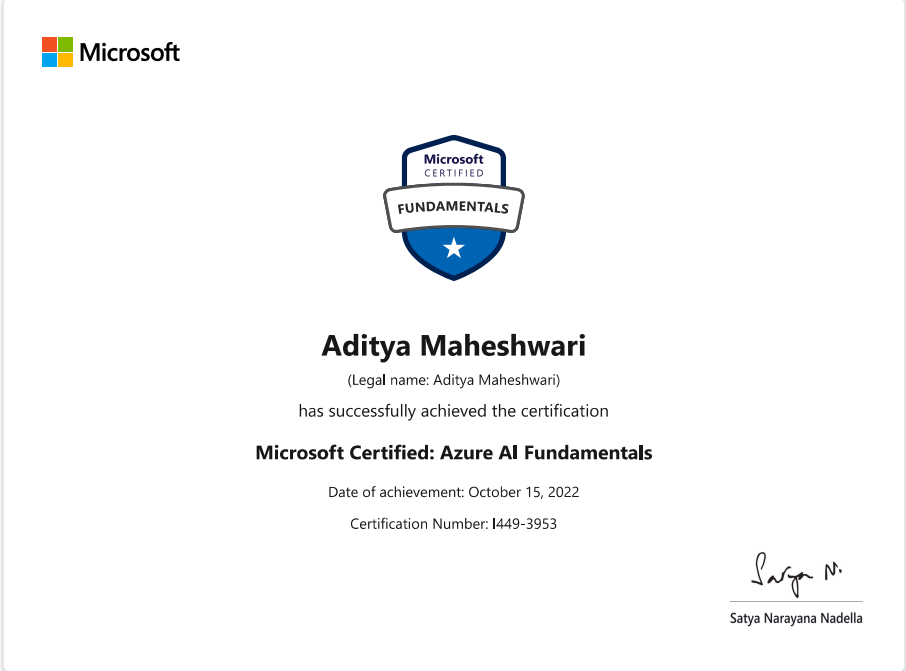 Microsoft
Microsoft
CERTIFIED
FUNDAMENTALS
Aditya Maheshwari
(Legal name: Aditya Maheshwari)
has successfully achieved the certification
Microsoft Certified: Azure AI Fundamentals
Date of achievement: October 15, 2022
Certification Number: I449-3953
Satya N.
Satya Narayana Nadella